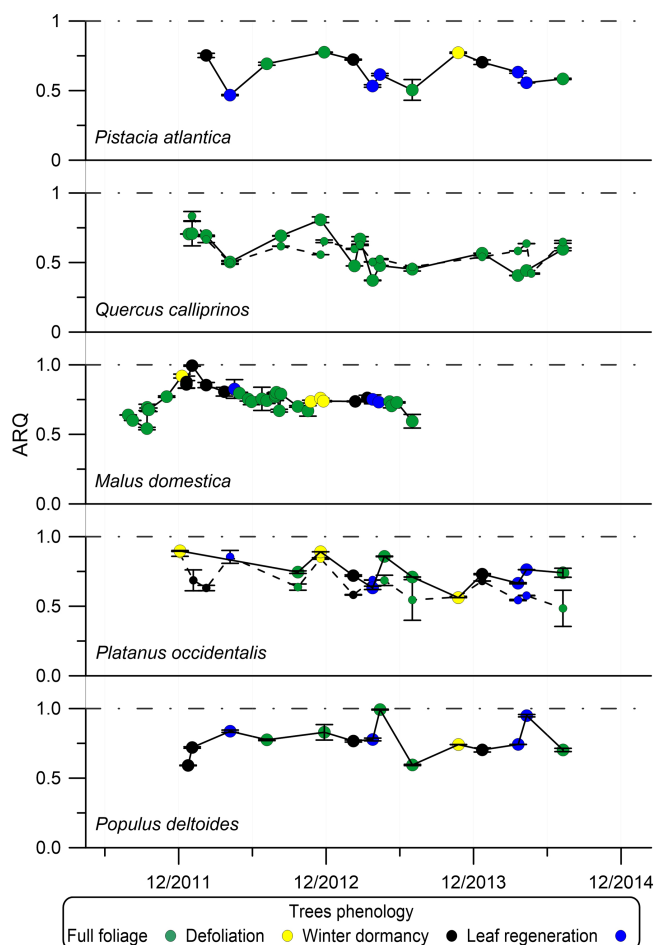 1
0.5
0
Pistacia atlantica
1
0.5
0
Quercus calliprinos
1.0
0.5
0.0
Malus domestica
ARQ
1.0
0.5
0.0
Platanus occidentalis
1.0
0.5
0.0
Populus deltoides
12/2011 12/2012 12/2013 12/2014
Trees phenology
Full foliage Defoliation Winter dormancy Leaf regeneration